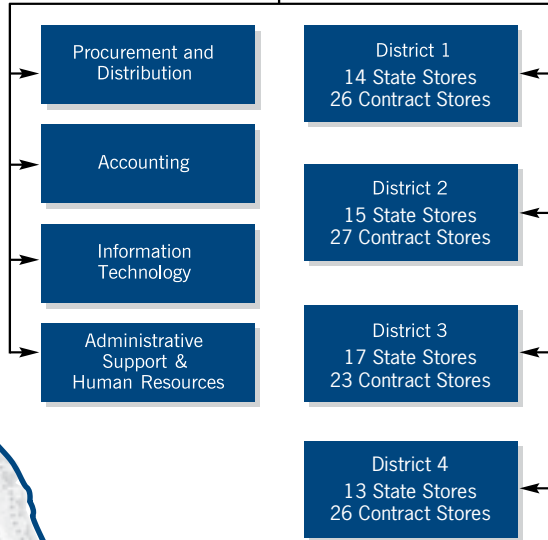 Procurement and
Distribution
Accounting
Information
Technology
Administrative
Support &
Human Resources
District 1
14 State Stores
26 Contract Stores
District 2
15 State Stores
27 Contract Stores
District 3
17 State Stores
23 Contract Stores
District 4
13 State Stores
26 Contract Stores